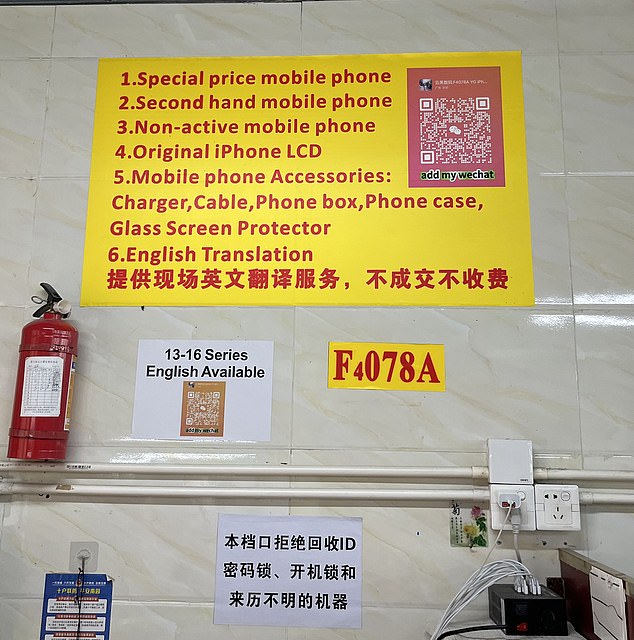 1.Special price mobile phone
2.Second hand mobile phone
3.Non-active mobile phone
4.Original iPhone LCD
5.Mobile phone Accessories:
Charger,Cable,Phone box,Phone case,
Glass Screen Protector
6.English Translation
提供现场英文翻译服务，不成交不收费
add my wechat
13-16 Series
English Available
add my wechat
F4078A
本档口拒绝回收ID
密码锁、开机锁和
来历不明的机器